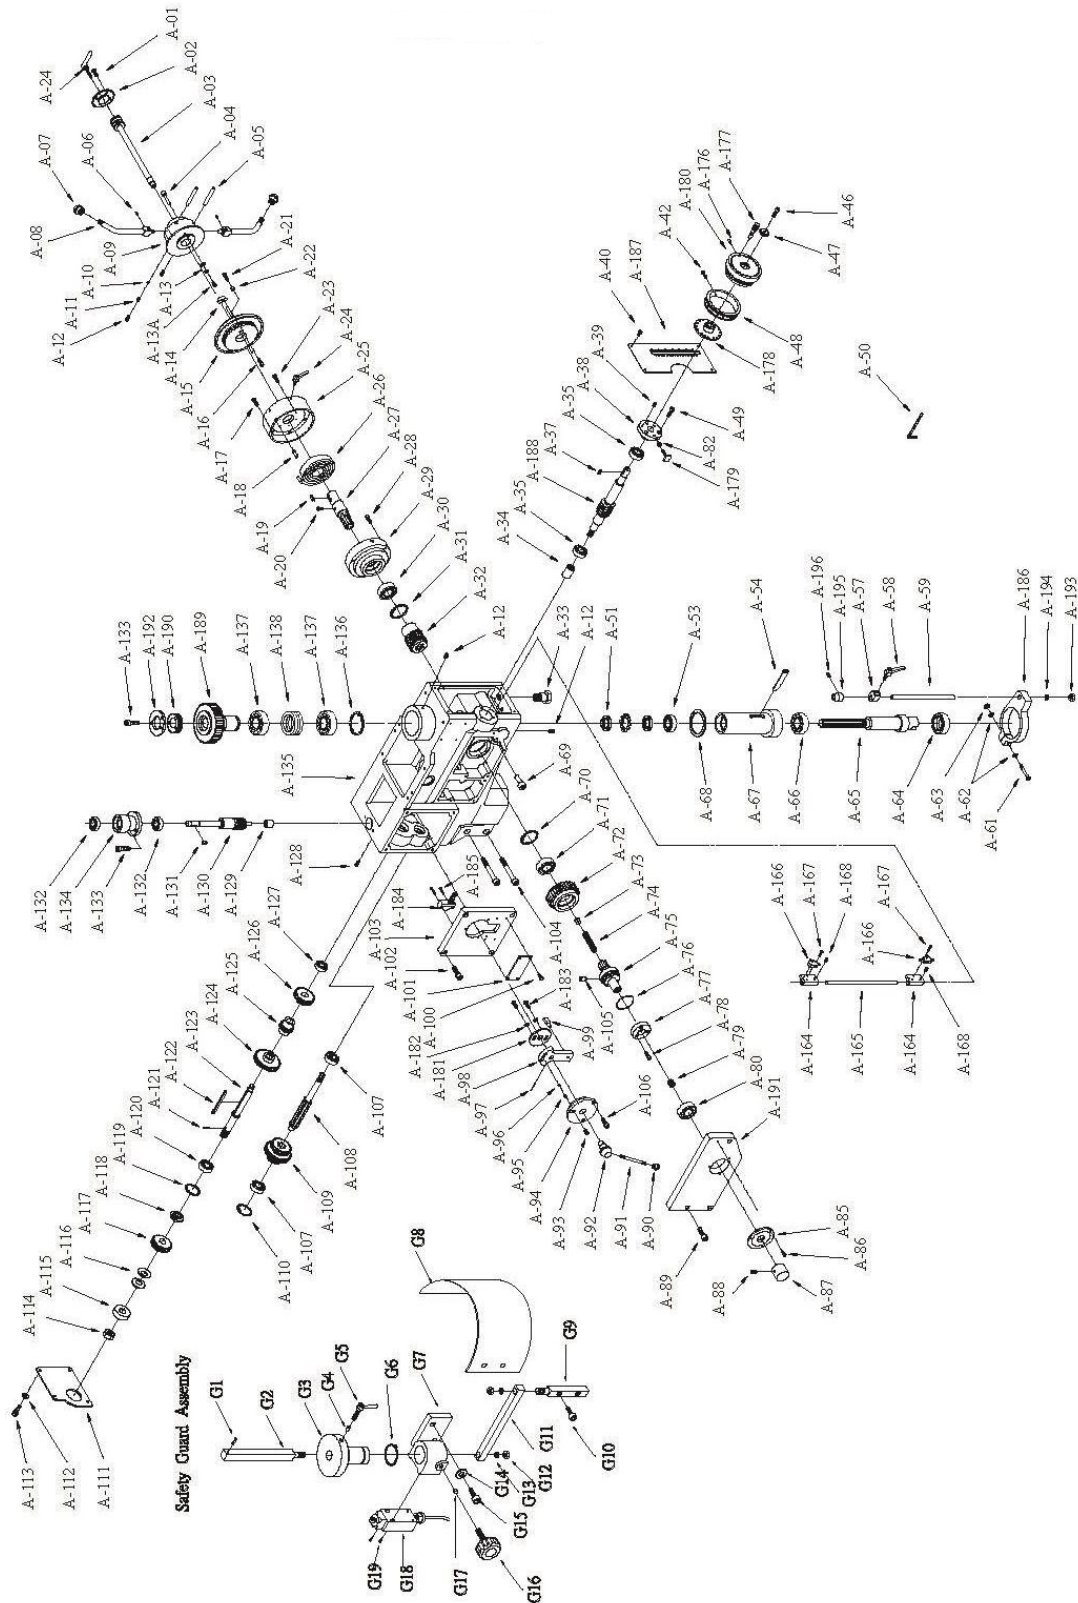 A-01
A-02
A-24
A-03
A-04
A-05
A-07
A-06
A-08
A-09
A-10
A-11
A-12
A-13
A-13A
A-14
A-15
A-16
A-21
A-22
A-23
A-24
A-25
A-26
A-27
A-28
A-29
A-30
A-31
A-32
A-17
A-18
A-19
A-20
A-12
A-33
A-12
A-51
A-53
A-54
A-177
A-176
A-180
A-42
A-46
A-47
A-187
A-40
A-48
A-178
A-50
A-39
A-38
A-35
A-49
A-82
A-179
A-37
A-188
A-35
A-34
A-133
A-192
A-190
A-189
A-137
A-138
A-137
A-136
A-135
A-132
A-134
A-133
A-132
A-131
A-130
A-129
A-128
A-127
A-126
A-125
A-124
A-123
A-122
A-121
A-120
A-119
A-118
A-117
A-116
A-115
A-114
A-113
A-112
A-111
A-107
A-108
A-109
A-107
A-110
A-185
A-184
A-103
A-102
A-101
A-100
A-104
A-183
A-99
A-182
A-181
A-98
A-97
A-96
A-95
A-94
A-93
A-92
A-91
A-90
A-106
A-105
A-69
A-70
A-71
A-72
A-73
A-74
A-75
A-76
A-77
A-78
A-79
A-80
A-191
A-85
A-86
A-87
A-88
A-89
A-68
A-67
A-66
A-65
A-64
A-63
A-62
A-61
A-196
A-195
A-57
A-58
A-59
A-186
A-194
A-193
A-166
A-167
A-168
A-167
A-166
A-164
A-165
A-164
A-168
Safety Guard Assembly
G1
G2
G3
G4
G5
G6
G7
G8
G9
G10
G11
G12
G13
G14
G15
G16
G17
G18
G19